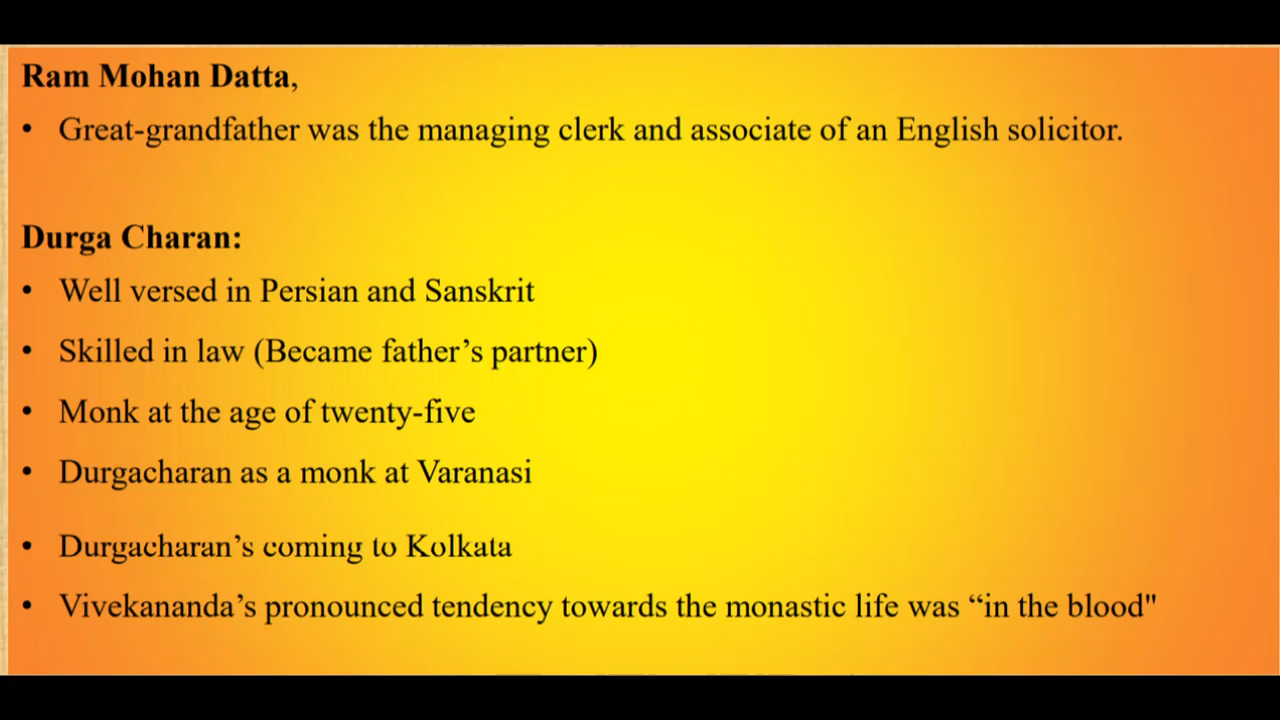 Ram Mohan Datta,
• Great-grandfather was the managing clerk and associate of an English solicitor.
Durga Charan:
• Well versed in Persian and Sanskrit
• Skilled in law (Became father’s partner)
• Monk at the age of twenty-five
• Durgacharan as a monk at Varanasi
• Durgacharan’s coming to Kolkata
• Vivekananda’s pronounced tendency towards the monastic life was “in the blood"